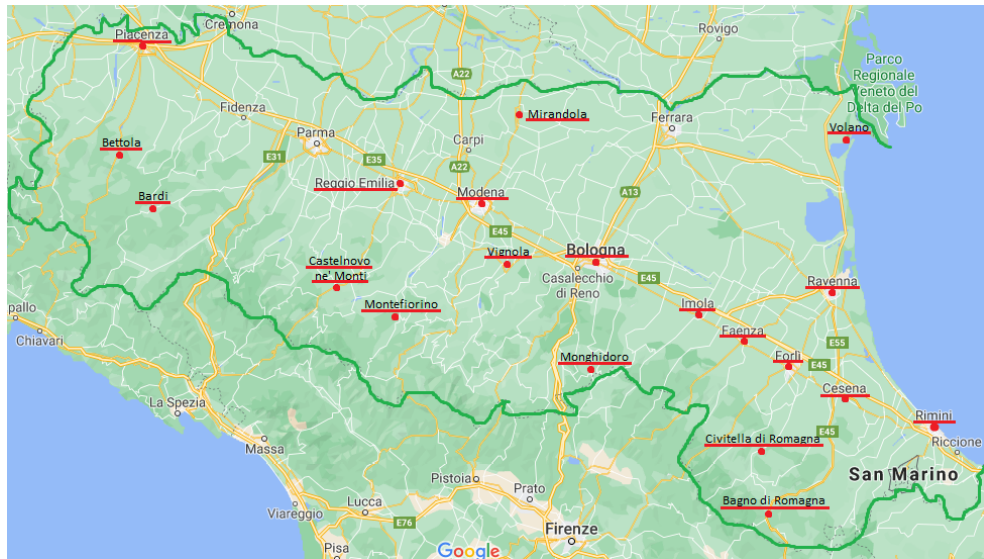 Cremona
Piacenza
Rovigo
Parco
Regionale
Veneto del
Delta del Po
A22
Fidenza
Mirandola
Ferrara
Volano
Parma
Carpi
Bettola
E31
E35
A22
Reggio Emilia
Modena
A13
Bardi
E45
Vignola
Bologna
Castelnovo
ne' Monti
Casalecchio
di Reno
E45
Ravenna
Montefiorino
Imola
pallo
Chiavari
Faenza
E55
Monghidoro
Forlì
E45
Cesena
La Spezia
Rimini
E45
Civitella di Romagna
Riccione
Massa
San Marino
Pistoia
Prato
Bagno di Romagna
Viareggio
Lucca
E76
Firenze
Pisa
Google